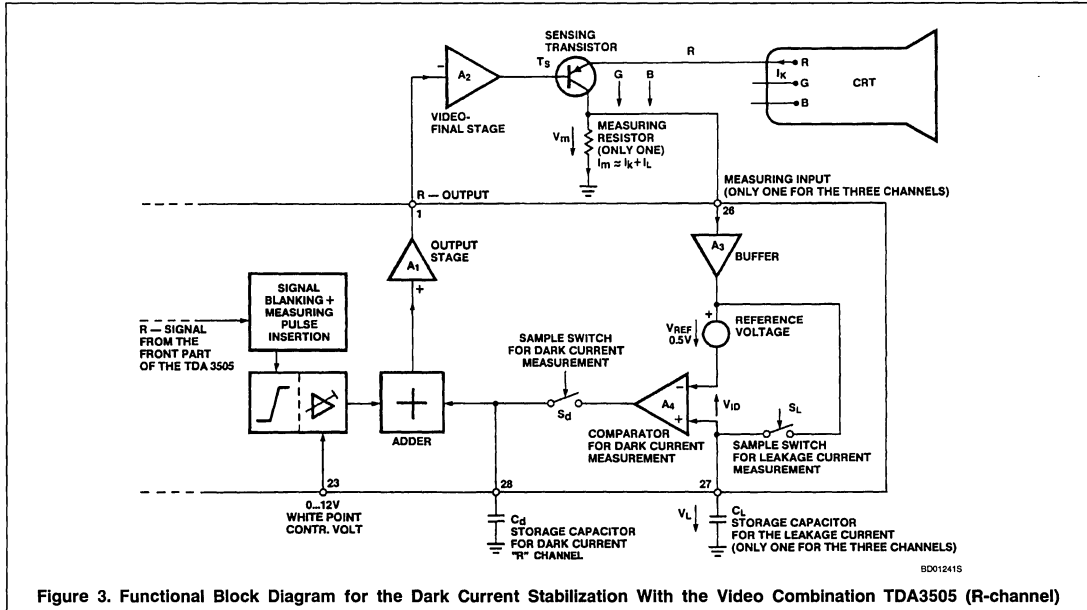 SENSING
TRANSISTOR
TS
R
G
B
A2
−
VIDEO-
FINAL STAGE
R
IK
G
B
CRT
Vm
MEASURING
RESISTOR
(ONLY ONE)
Im ≈ Ik + IL
MEASURING INPUT
(ONLY ONE FOR THE THREE CHANNELS)
R — OUTPUT
1
26
A1
+
OUTPUT
STAGE
A3
BUFFER
SIGNAL
BLANKING +
MEASURING
PULSE
INSERTION
R — SIGNAL
FROM THE
FRONT PART
OF THE TDA 3505
+
VREF
0.5V
REFERENCE
VOLTAGE
SAMPLE SWITCH
FOR DARK CURRENT
MEASUREMENT
Sd
A4
−
+
VID
SL
ADDER
COMPARATOR
FOR DARK CURRENT
MEASUREMENT
SAMPLE SWITCH
FOR LEAKAGE CURRENT
MEASUREMENT
23
28
27
0...12V
WHITE POINT
CONTR. VOLT
Cd
STORAGE CAPACITOR
FOR DARK CURRENT
"R" CHANNEL
VL
CL
STORAGE CAPACITOR
FOR THE LEAKAGE CURRENT
(ONLY ONE FOR THE THREE CHANNELS)
BD01241S
Figure 3. Functional Block Diagram for the Dark Current Stabilization With the Video Combination TDA3505 (R-channel)